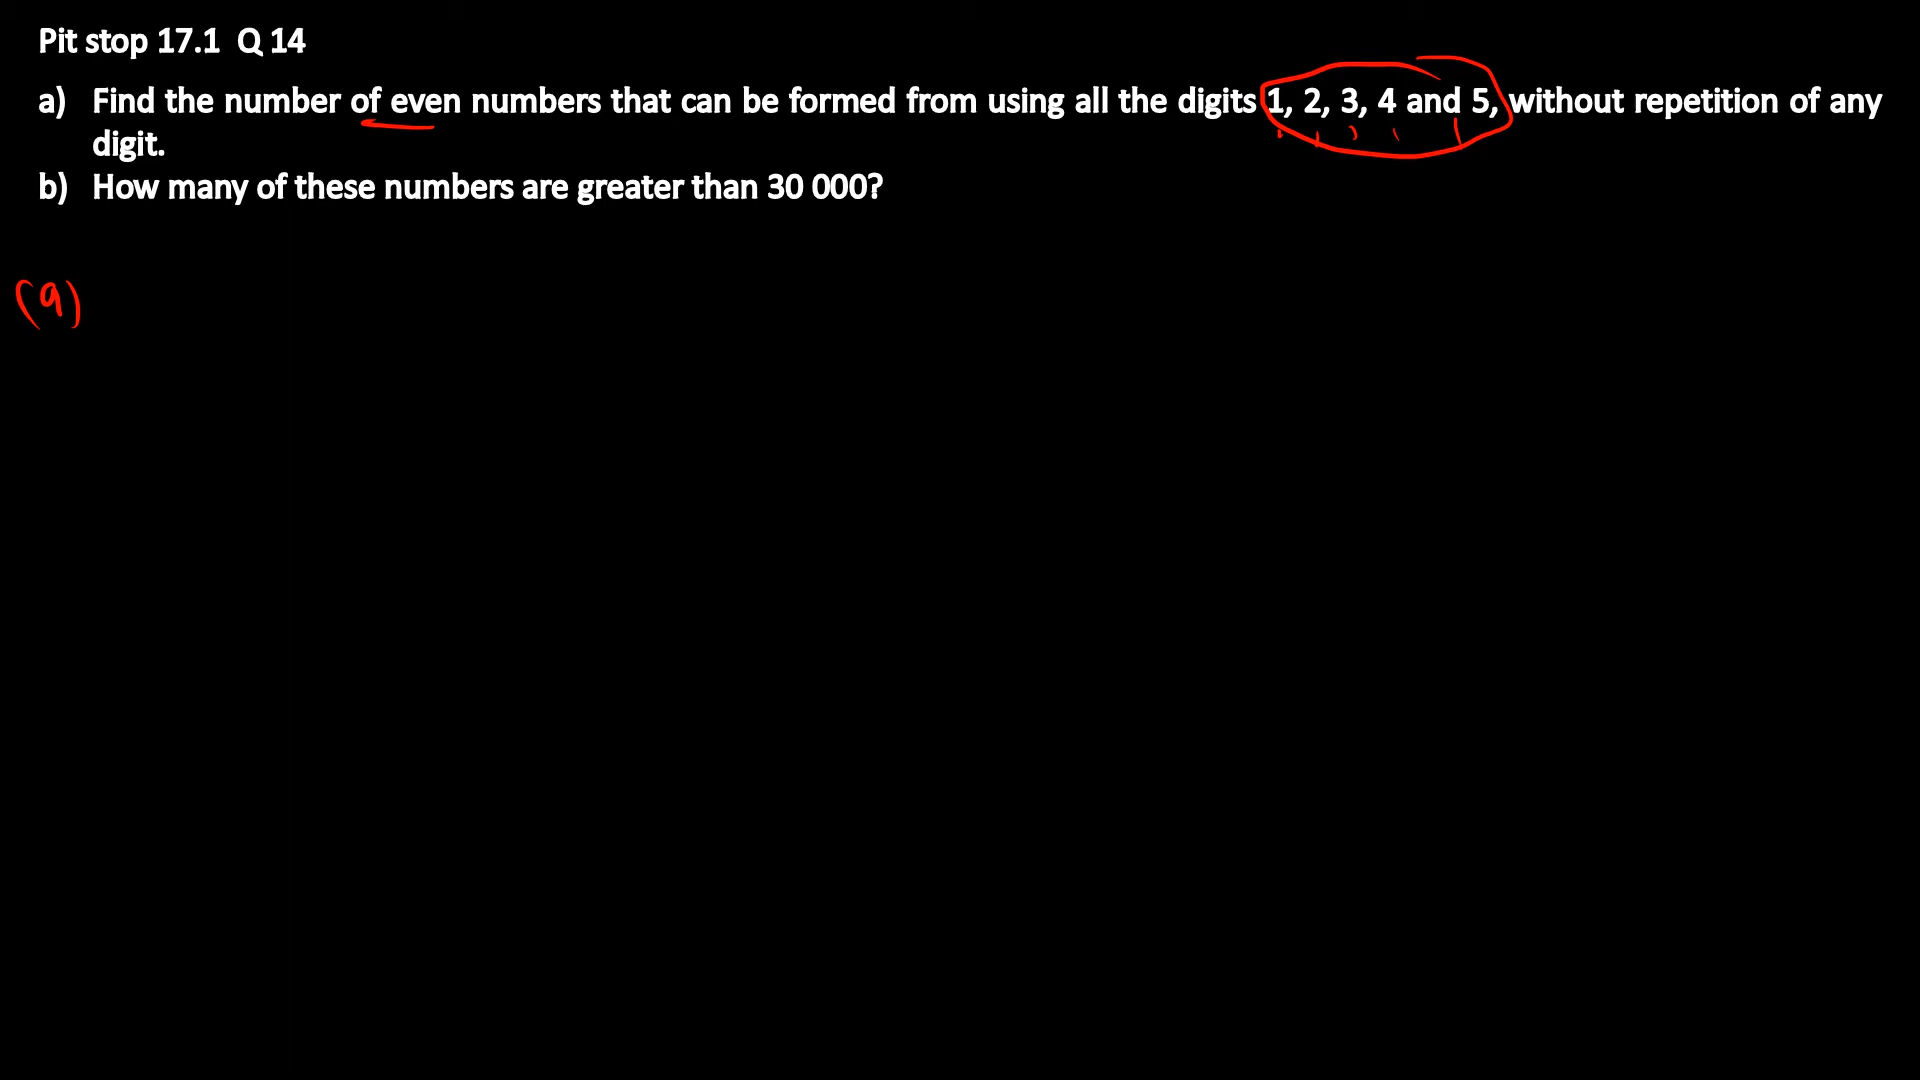 Pit stop 17.1 Q 14
a) Find the number of even numbers that can be formed from using all the digits 1, 2, 3, 4 and 5, without repetition of any
digit.
b) How many of these numbers are greater than 30 000?
(a)